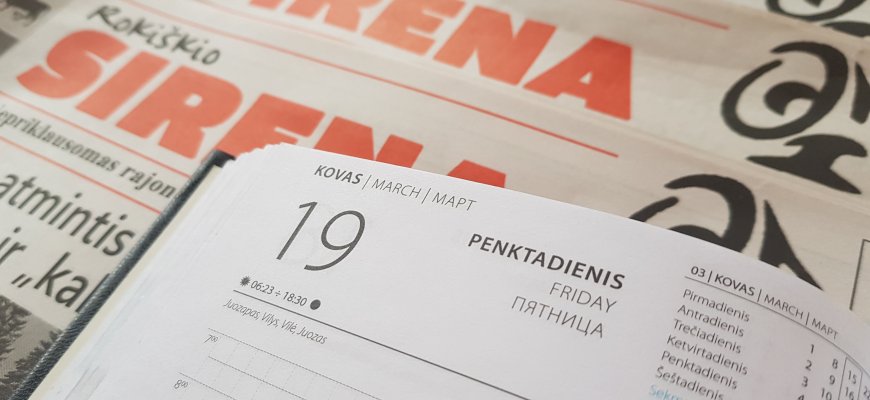 SIRENA
Rokiškio
SIRENA
rajon
atmintis
ir „kal
KOVAS | MARCH | МАРТ
19
PENKTADIENIS
FRIDAY
ПЯТНИЦА
06:23 ÷ 18:30
Juozapas, Vilys, Vilė, Juozas
7⁰⁰
8⁰⁰
03 | KOVAS | MARCH | МАРТ
Pirmadienis 1 8 15
Antradienis 2 9 16
Trečiadienis 3 10
Ketvirtadienis 4
Penktadienis
Šeštadienis